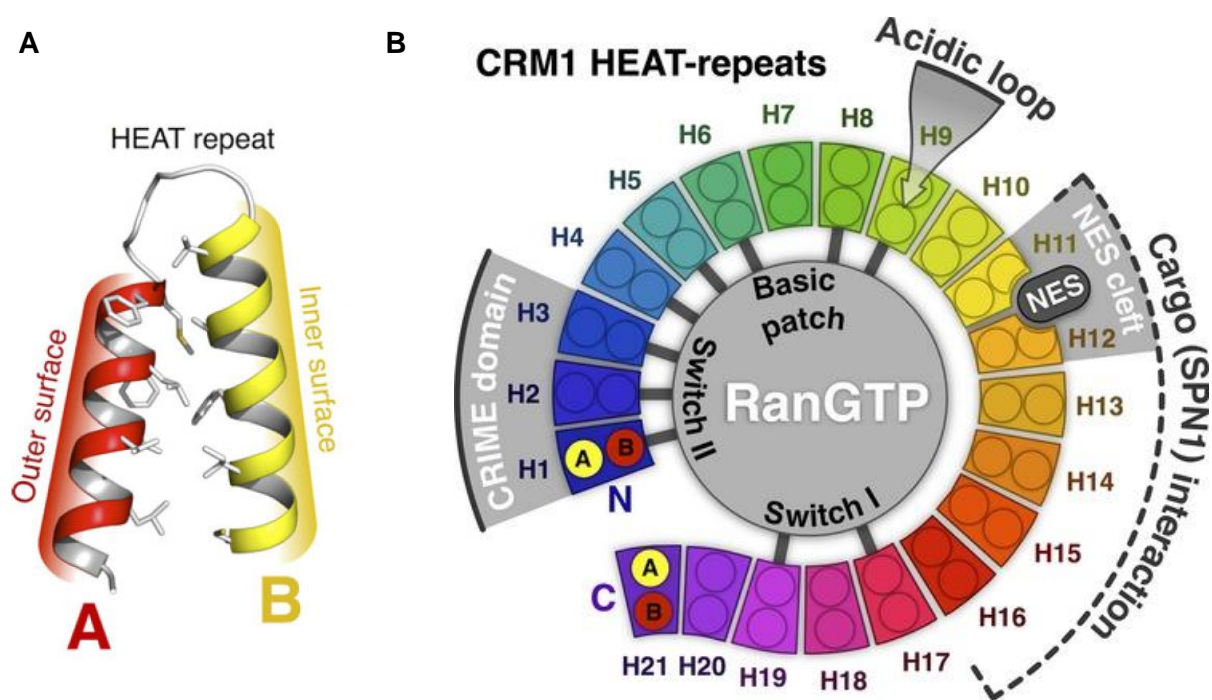 A
HEAT repeat
Outer surface
Inner surface
A
B
B
CRM1 HEAT-repeats
Acidic loop
H1
H2
H3
H4
H5
H6
H7
H8
H9
H10
H11
H12
H13
H14
H15
H16
H17
H18
H19
H20
H21
CRIME domain
NES cleft
NES
Cargo (SPN1) interaction
Basic
patch
Switch II
RanGTP
Switch I
A
B
N
C
A
B